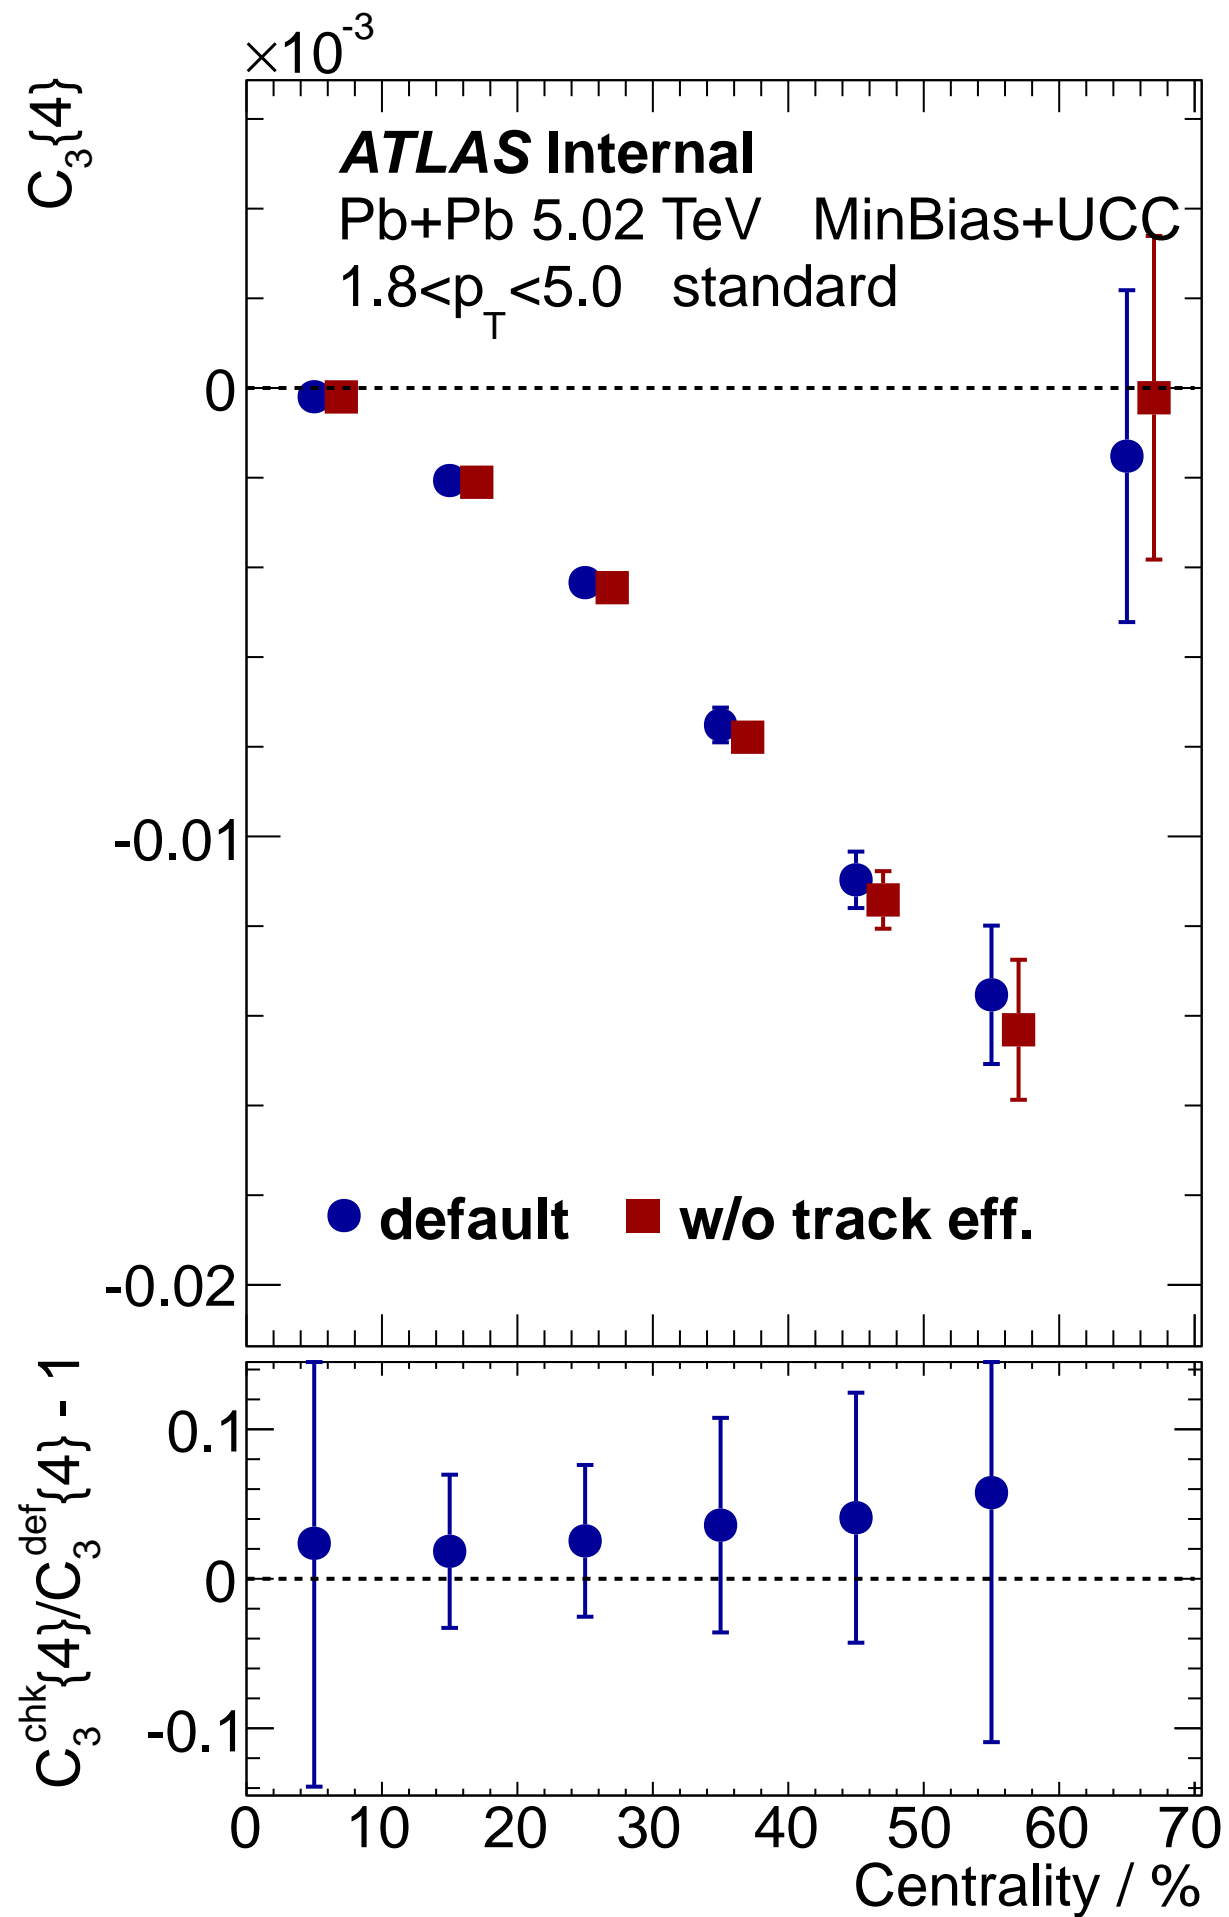 ×10^-3
C_3{4}
ATLAS Internal
Pb+Pb 5.02 TeV MinBias+UCC
1.8<p_T<5.0 standard
0
-0.01
-0.02
default w/o track eff.
C_3^chk{4}/C_3^def{4} - 1
0.1
0
-0.1
0 10 20 30 40 50 60 70
Centrality / %